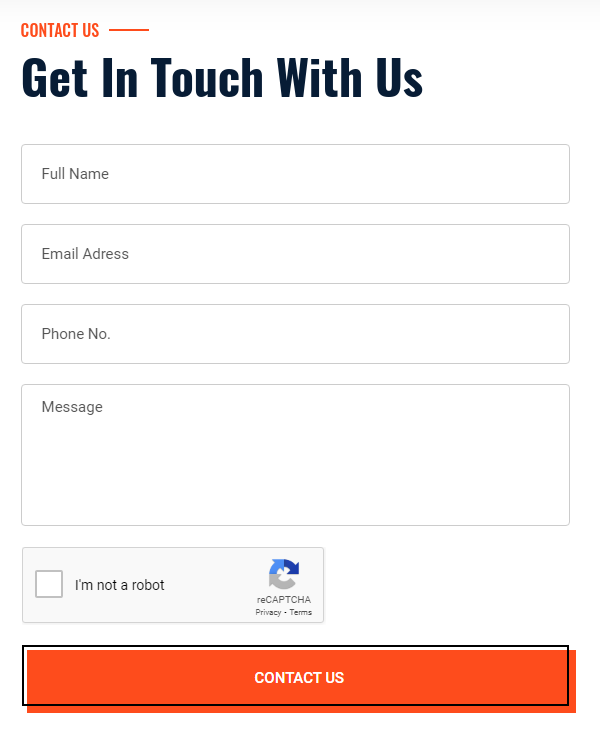 CONTACT US
Get In Touch With Us
Full Name
Email Adress
Phone No.
Message
I'm not a robot
reCAPTCHA
Privacy - Terms
CONTACT US